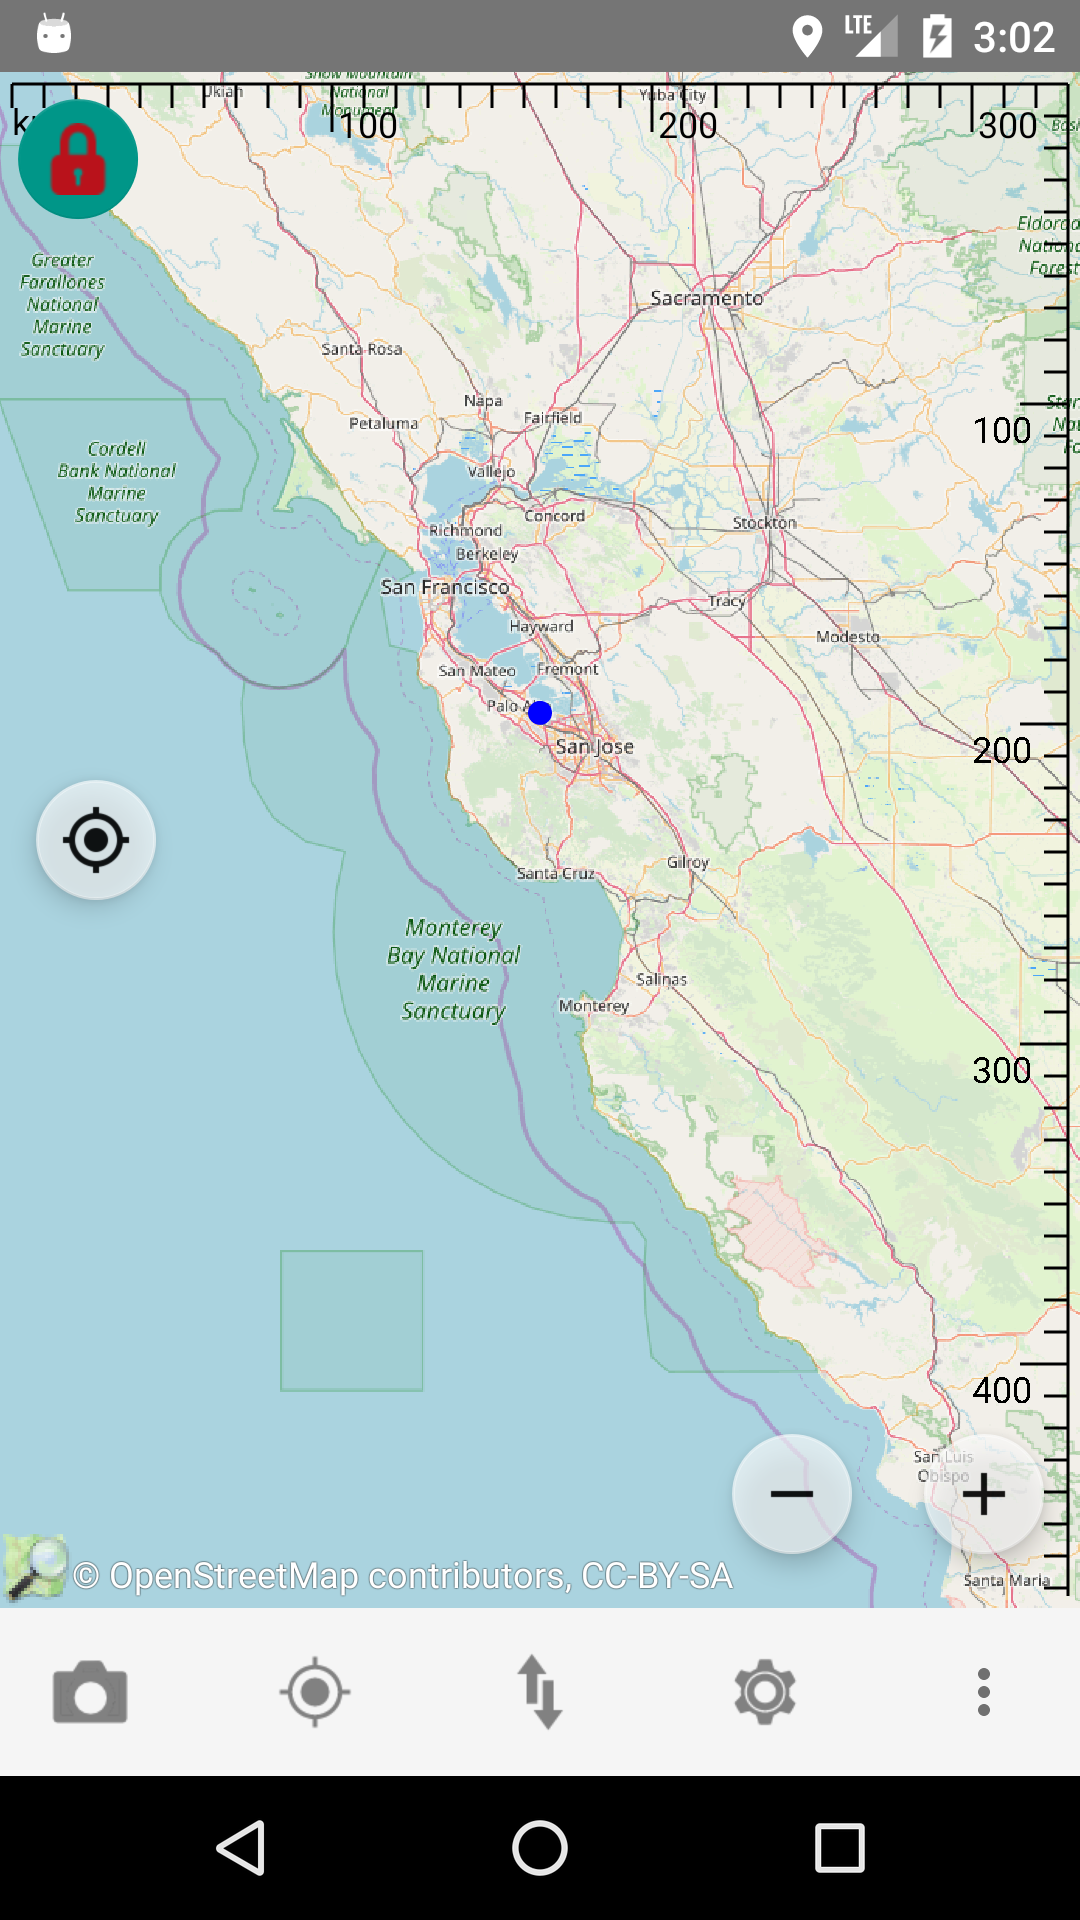 LTE 3:02
Snow Mountain
National
Monument
Ukiah
Yuba City
100
200
300
Eldorado
National
Forest
Greater
Farallones
National
Marine
Sanctuary
Sacramento
Santa Rosa
Napa
Fairfield
Petaluma
100
Cordell
Bank National
Marine
Sanctuary
Vallejo
Concord
Stockton
Richmond
Berkeley
San Francisco
Tracy
Hayward
Modesto
San Mateo
Fremont
Palo A
San Jose
200
Gilroy
Santa Cruz
Monterey
Bay National
Marine
Sanctuary
Salinas
Monterey
300
400
San Luis
Obispo
Santa Maria
© OpenStreetMap contributors, CC-BY-SA